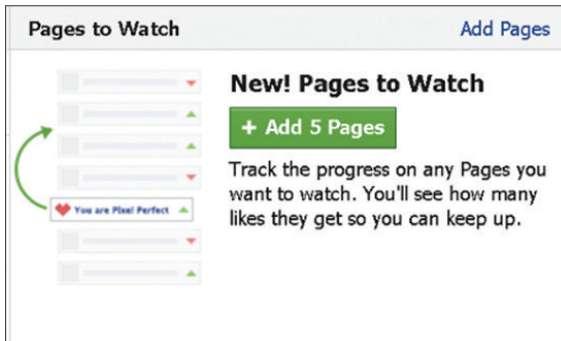 Pages to Watch
Add Pages
New! Pages to Watch
+ Add 5 Pages
Track the progress on any Pages you
want to watch. You'll see how many
likes they get so you can keep up.
You are Pixel Perfect